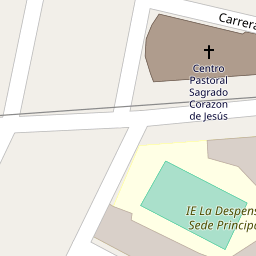 Carrera
Centro
Pastoral
Sagrado
Corazon
de Jesús
IE La Despens
Sede Principa